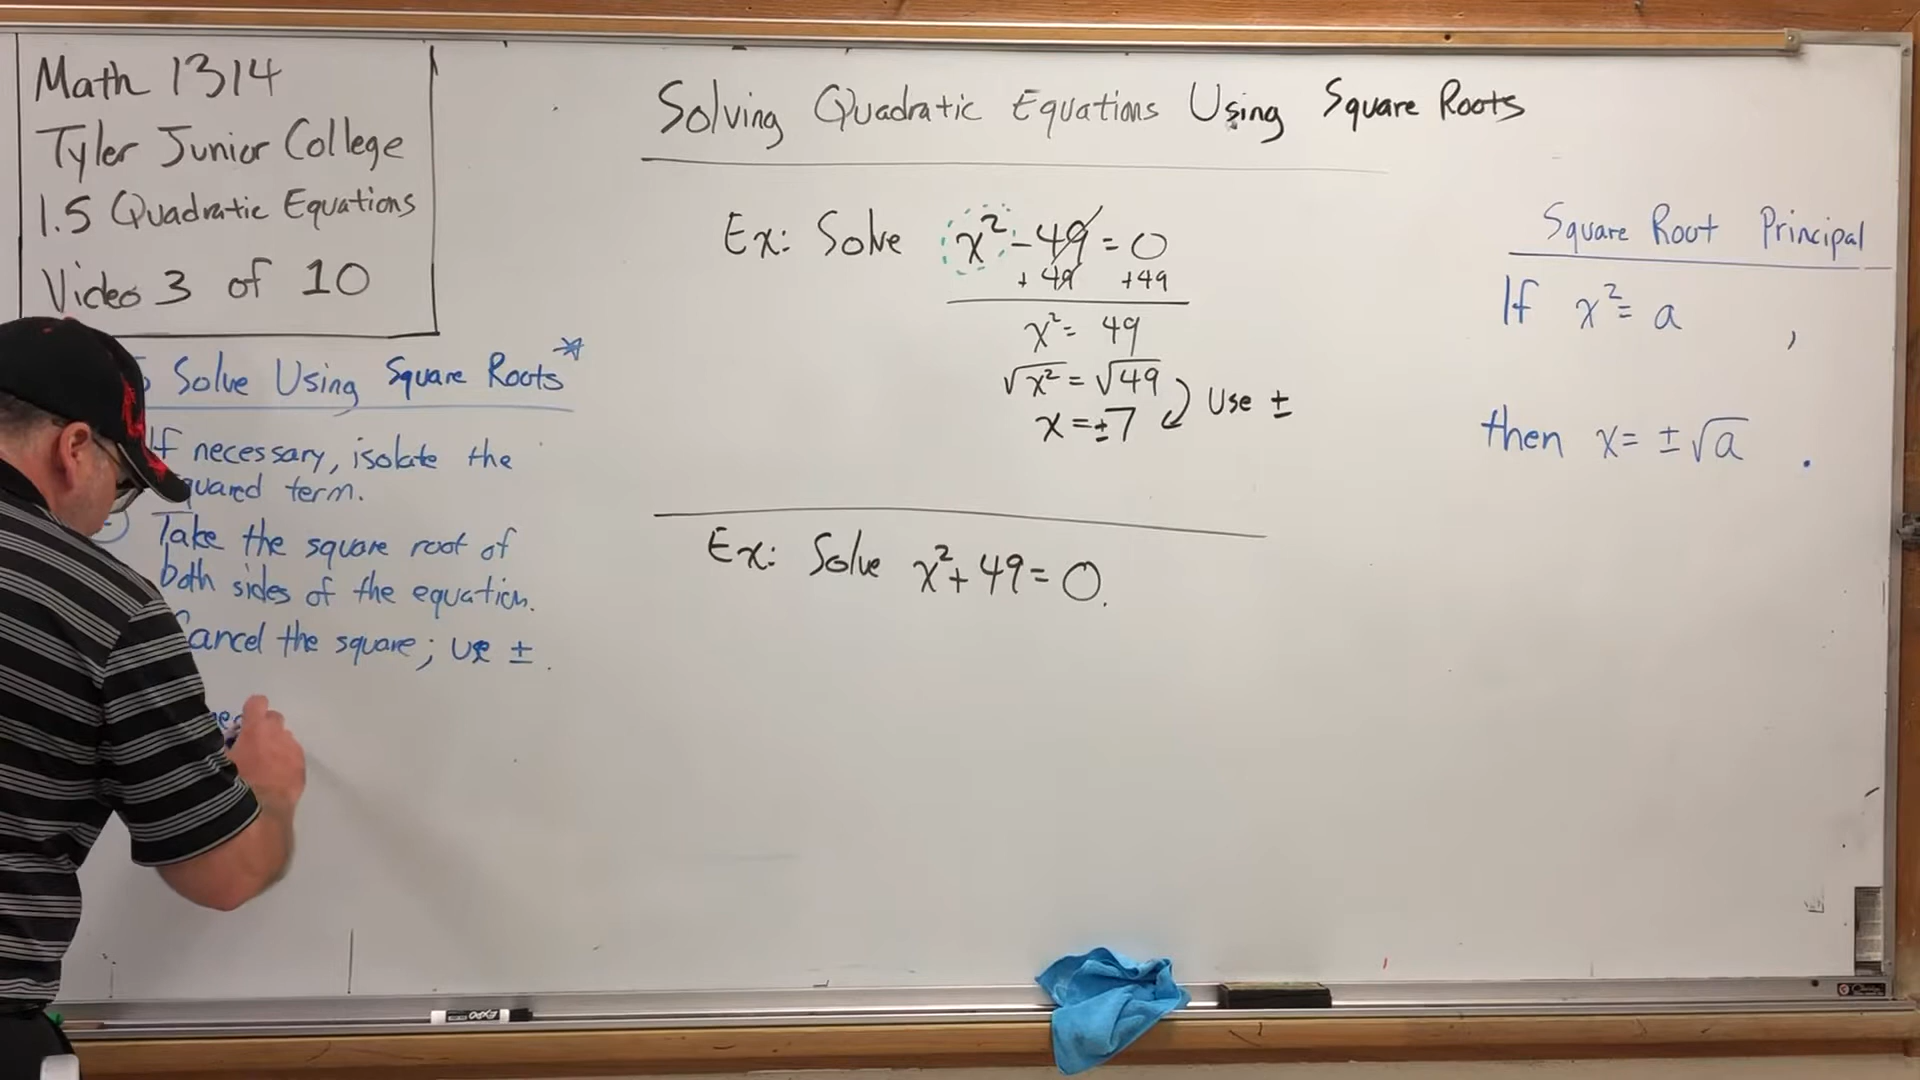 Math 1314
Tyler Junior College
1.5 Quadratic Equations
Video 3 of 10
Solve Using Square Roots*
If necessary, isolate the
squared term.
Take the square root of
both sides of the equation.
Cancel the square; use ±.
Solving Quadratic Equations Using Square Roots
Ex: Solve x² - 49 = 0
+ 49 +49
x² = 49
√x² = √49
x = ±7
Use ±
Ex: Solve x² + 49 = 0.
Square Root Principal
If x² = a ,
then x = ±√a .
EXPO